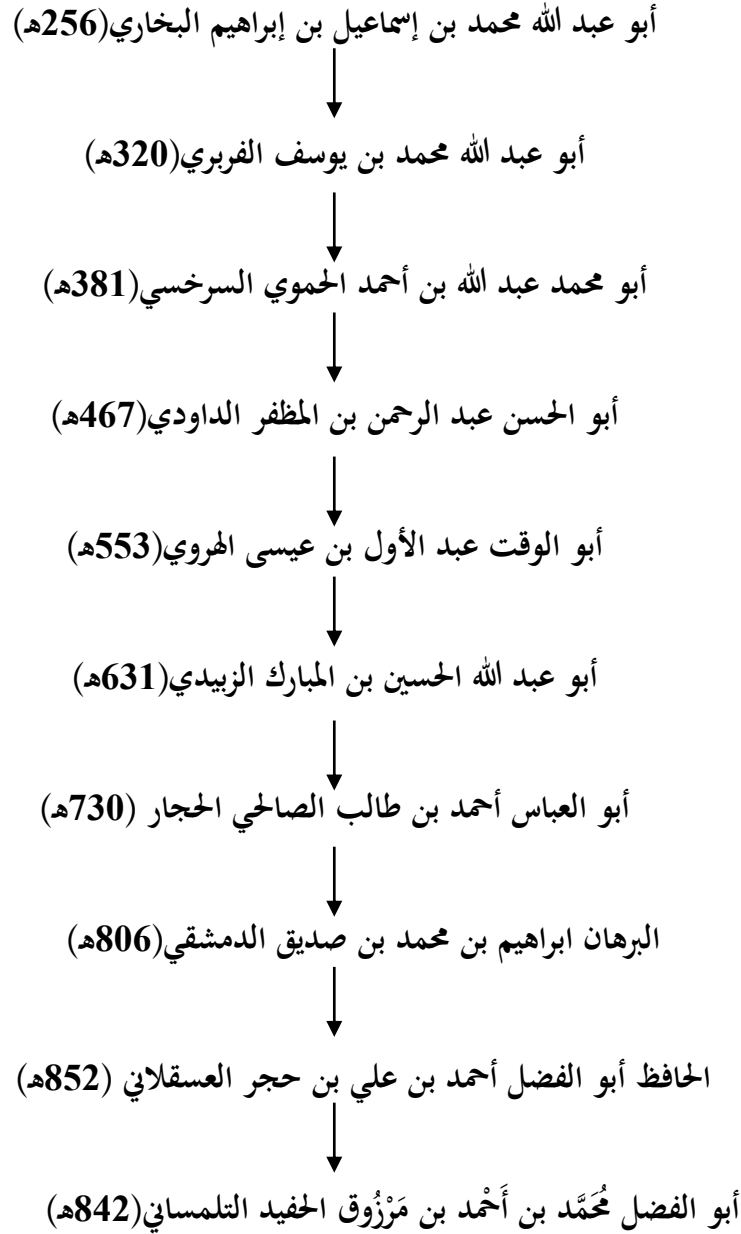 أبو عبد الله محمد بن إسماعيل بن إبراهيم البخاري(256هـ)
أبو عبد الله محمد بن يوسف الفربري(320هـ)
أبو محمد عبد الله بن أحمد الحموي السرخسي(381هـ)
أبو الحسن عبد الرحمن بن المظفر الداودي(467هـ)
أبو الوقت عبد الأول بن عيسى الهروي(553هـ)
أبو عبد الله الحسين بن المبارك الزبيدي(631هـ)
أبو العباس أحمد بن طالب الصالحي الحجار (730هـ)
البرهان ابراهيم بن محمد بن صديق الدمشقي(806هـ)
الحافظ أبو الفضل أحمد بن علي بن حجر العسقلاني (852هـ)
أبو الفضل مُحَمَّد بن أَحْمد بن مَرْزُوق الحفيد التلمساني(842هـ)